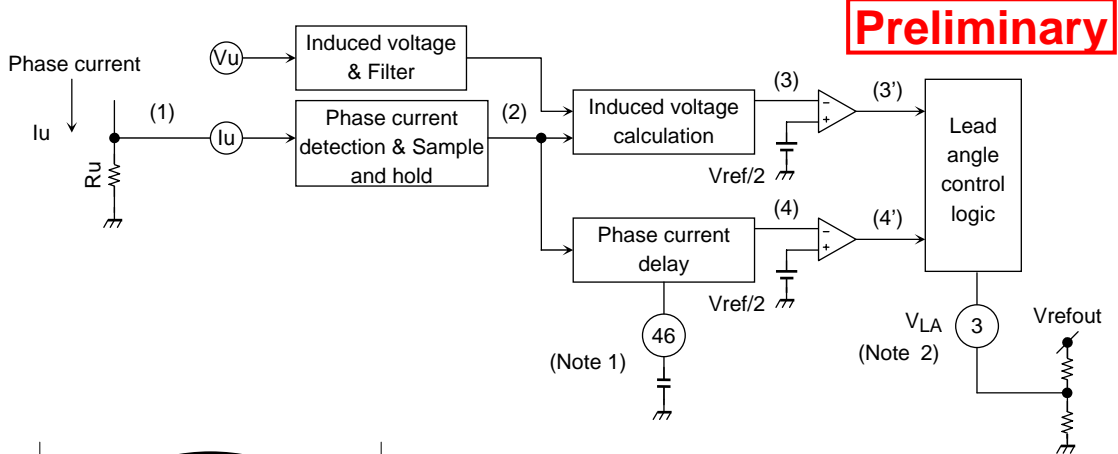 Preliminary
Induced voltage
& Filter
Vu
Phase current
Iu
(1)
Iu
Ru
Phase current
detection & Sample
and hold
(2)
Induced voltage
calculation
(3)
Vref/2
(3')
Phase current
delay
(4)
Vref/2
(4')
Lead
angle
control
logic
46
(Note 1)
VLA
(Note 2)
3
Vrefout